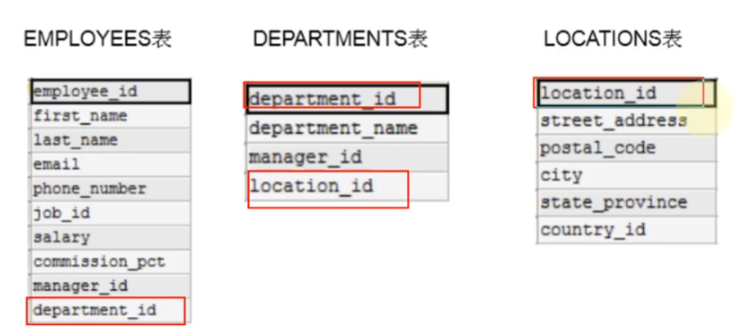 EMPLOYEES表
DEPARTMENTS表
LOCATIONS表
employee_id
first_name
last_name
email
phone_number
job_id
salary
commission_pct
manager_id
department_id
department_id
department_name
manager_id
location_id
location_id
street_address
postal_code
city
state_province
country_id